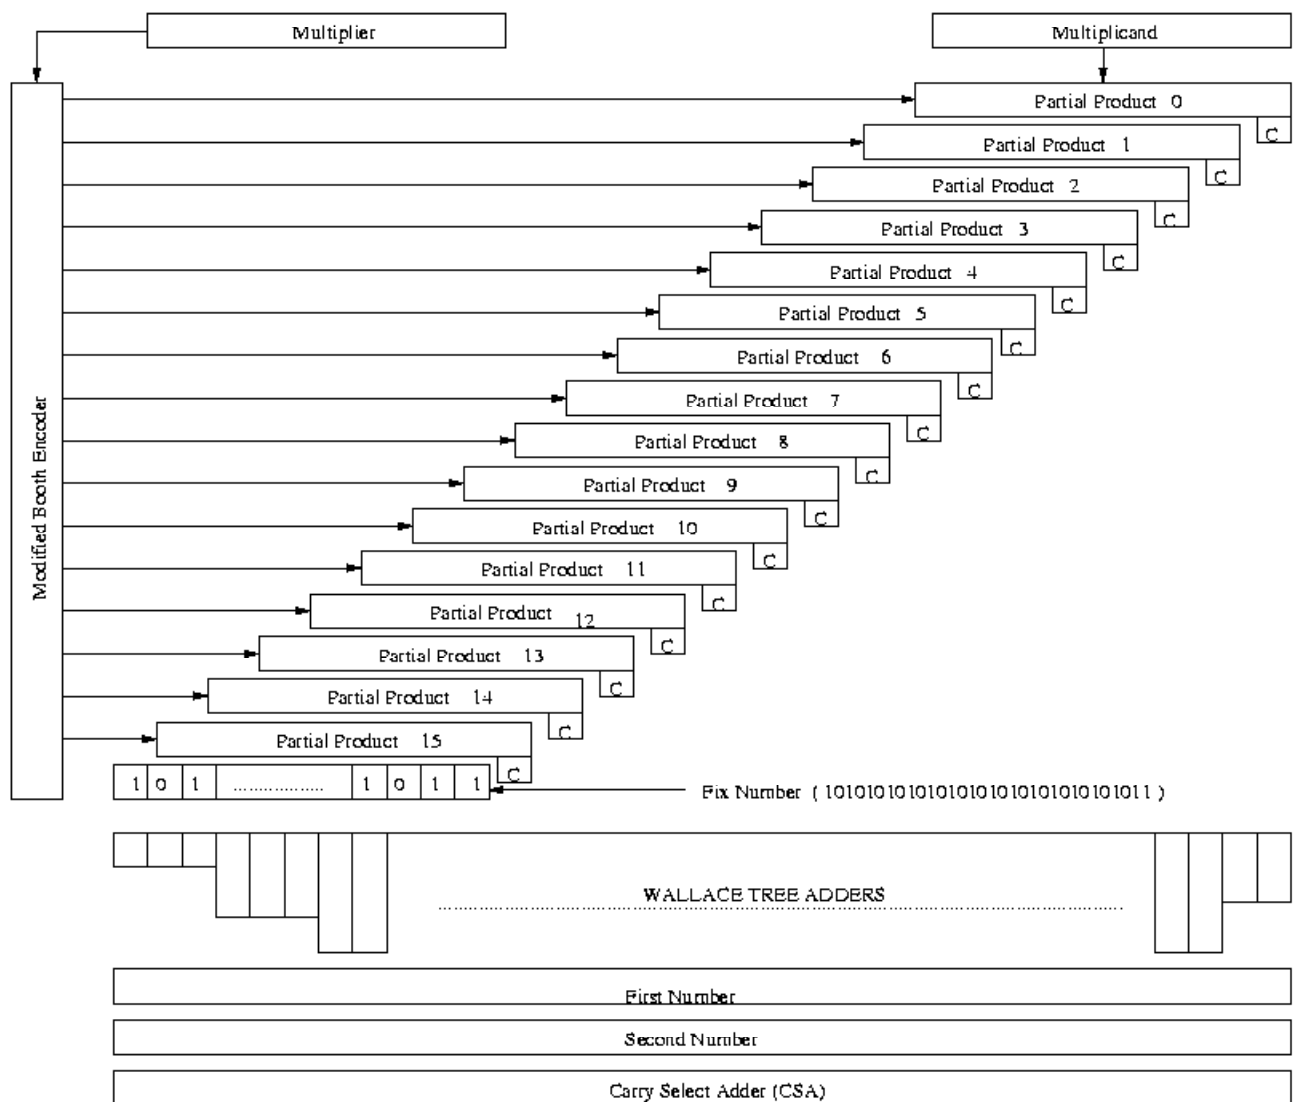 Multiplier
Multiplicand
Partial Product 0
C
Partial Product 1
C
Partial Product 2
C
Partial Product 3
C
Partial Product 4
C
Partial Product 5
C
Partial Product 6
C
Partial Product 7
C
Partial Product 8
C
Partial Product 9
C
Partial Product 10
C
Partial Product 11
C
Partial Product 12
C
Partial Product 13
C
Partial Product 14
C
Partial Product 15
C
Modified Booth Encoder
1 0 1 ................. 1 0 1 1
Fix Number ( 10101010101010101010101010101011 )
WALLACE TREE ADDERS
First Number
Second Number
Carry Select Adder (CSA)